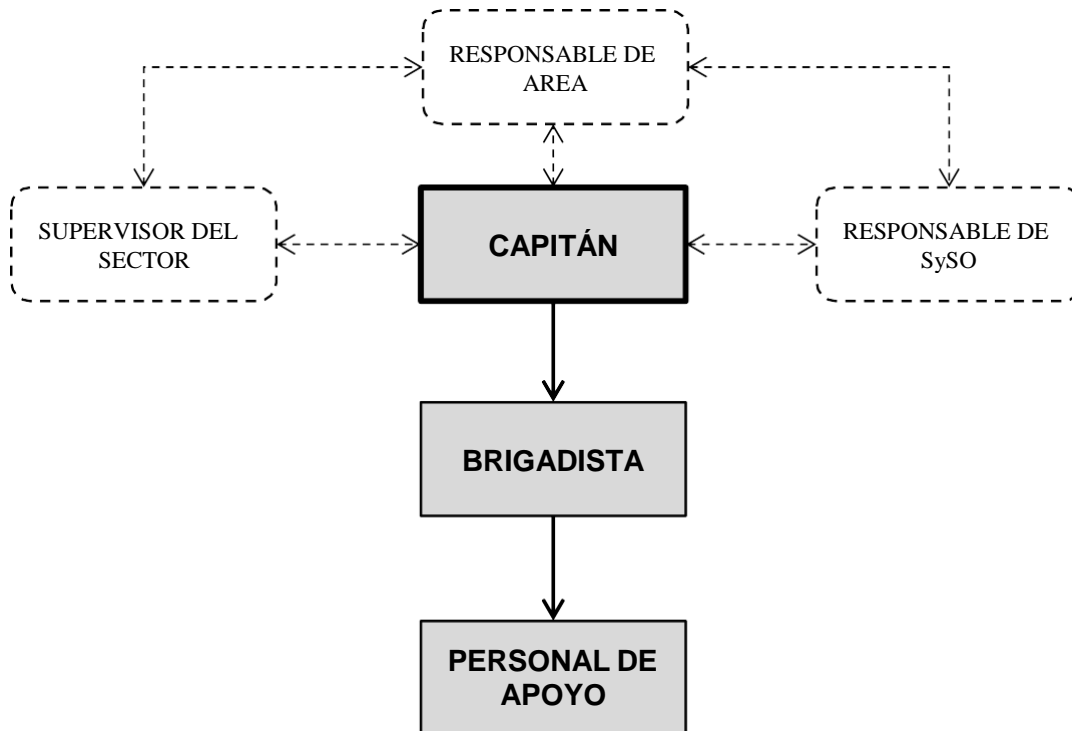 RESPONSABLE DE
AREA
SUPERVISOR DEL
SECTOR
CAPITÁN
RESPONSABLE DE
SySO
BRIGADISTA
PERSONAL DE
APOYO